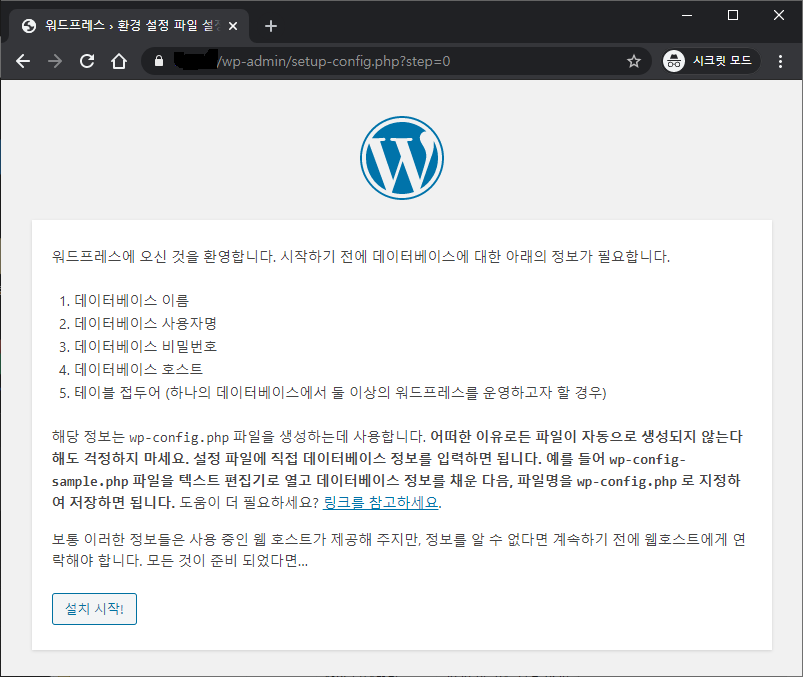 워드프레스 › 환경 설정 파일 설정
/wp-admin/setup-config.php?step=0
시크릿 모드
워드프레스에 오신 것을 환영합니다. 시작하기 전에 데이터베이스에 대한 아래의 정보가 필요합니다.
1. 데이터베이스 이름
2. 데이터베이스 사용자명
3. 데이터베이스 비밀번호
4. 데이터베이스 호스트
5. 테이블 접두어 (하나의 데이터베이스에서 둘 이상의 워드프레스를 운영하고자 할 경우)
해당 정보는 wp-config.php 파일을 생성하는데 사용합니다. 어떠한 이유로든 파일이 자동으로 생성되지 않는다
해도 걱정하지 마세요. 설정 파일에 직접 데이터베이스 정보를 입력하면 됩니다. 예를 들어 wp-config-
sample.php 파일을 텍스트 편집기로 열고 데이터베이스 정보를 채운 다음, 파일명을 wp-config.php 로 지정하
여 저장하면 됩니다. 도움이 더 필요하세요? 링크를 참고하세요.
보통 이러한 정보들은 사용 중인 웹 호스트가 제공해 주지만, 정보를 알 수 없다면 계속하기 전에 웹호스트에게 연
락해야 합니다. 모든 것이 준비 되었다면...
설치 시작!